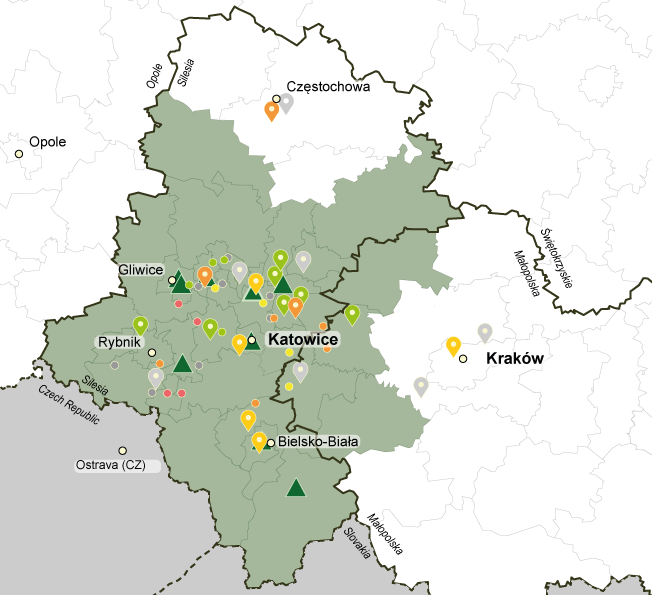 Opole
Silesia
Częstochowa
Opole
Świętokrzyskie
Małopolska
Gliwice
Katowice
Rybnik
Kraków
Silesia
Czech Republic
Bielsko-Biała
Ostrava (CZ)
Małopolska
Slovakia